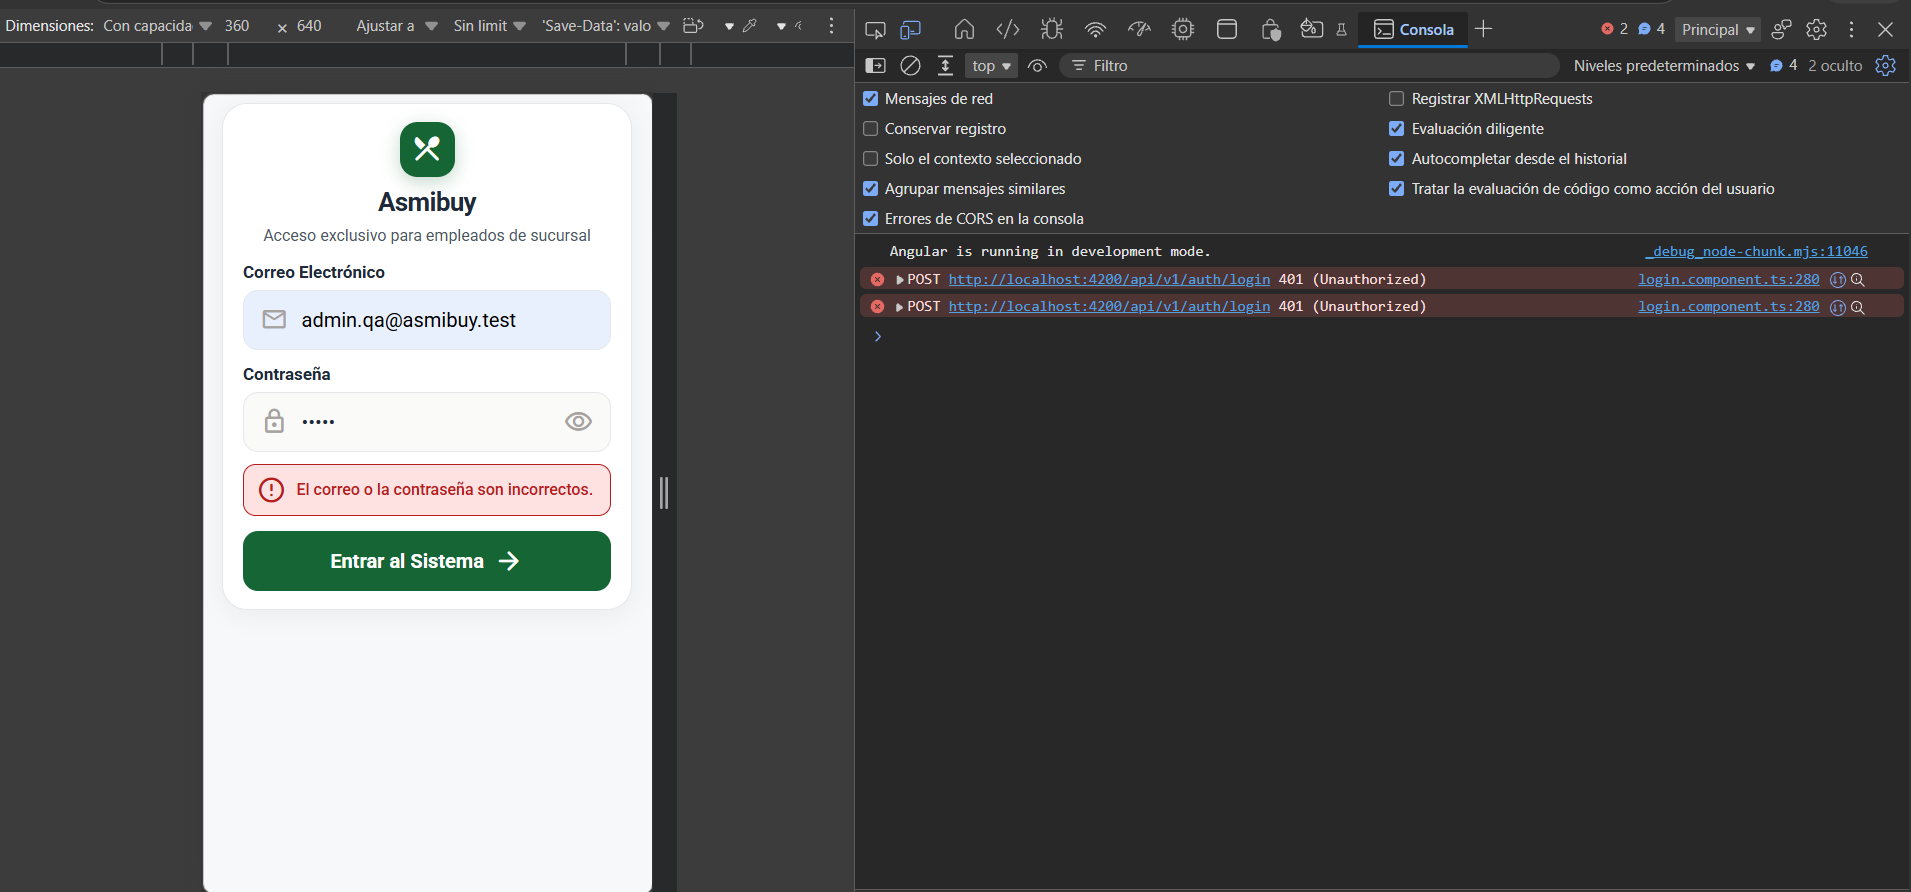 Dimensiones: Con capacida 360 × 640 Ajustar a Sin limit 'Save-Data': valo
Asmibuy
Acceso exclusivo para empleados de sucursal
Correo Electrónico
admin.qa@asmibuy.test
Contraseña
•••••
El correo o la contraseña son incorrectos.
Entrar al Sistema
Consola
2 4 Principal
top Filtro Niveles predeterminados 4 2 oculto
Mensajes de red
Conservar registro
Solo el contexto seleccionado
Agrupar mensajes similares
Errores de CORS en la consola
Registrar XMLHttpRequests
Evaluación diligente
Autocompletar desde el historial
Tratar la evaluación de código como acción del usuario
Angular is running in development mode. _debug_node-chunk.mjs:11046
POST http://localhost:4200/api/v1/auth/login 401 (Unauthorized) login.component.ts:280
POST http://localhost:4200/api/v1/auth/login 401 (Unauthorized) login.component.ts:280